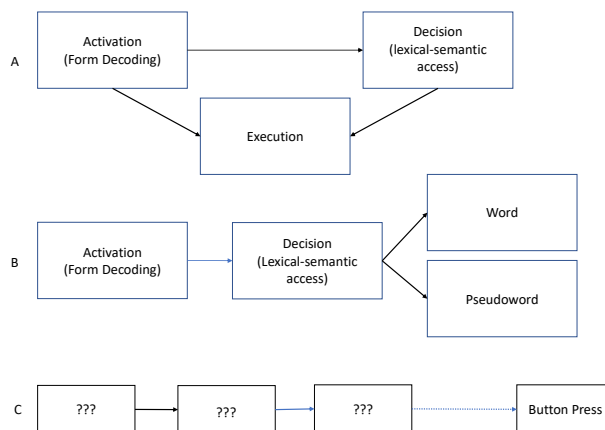 A
Activation
(Form Decoding)
Decision
(lexical-semantic
access)
Execution
B
Activation
(Form Decoding)
Decision
(Lexical-semantic
access)
Word
Pseudoword
C
???
???
???
Button Press